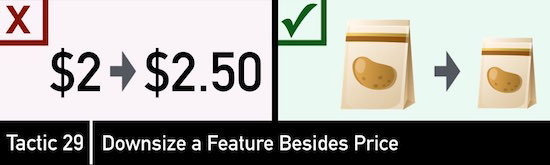 X
$2 → $2.50
✓
Tactic 29 Downsize a Feature Besides Price